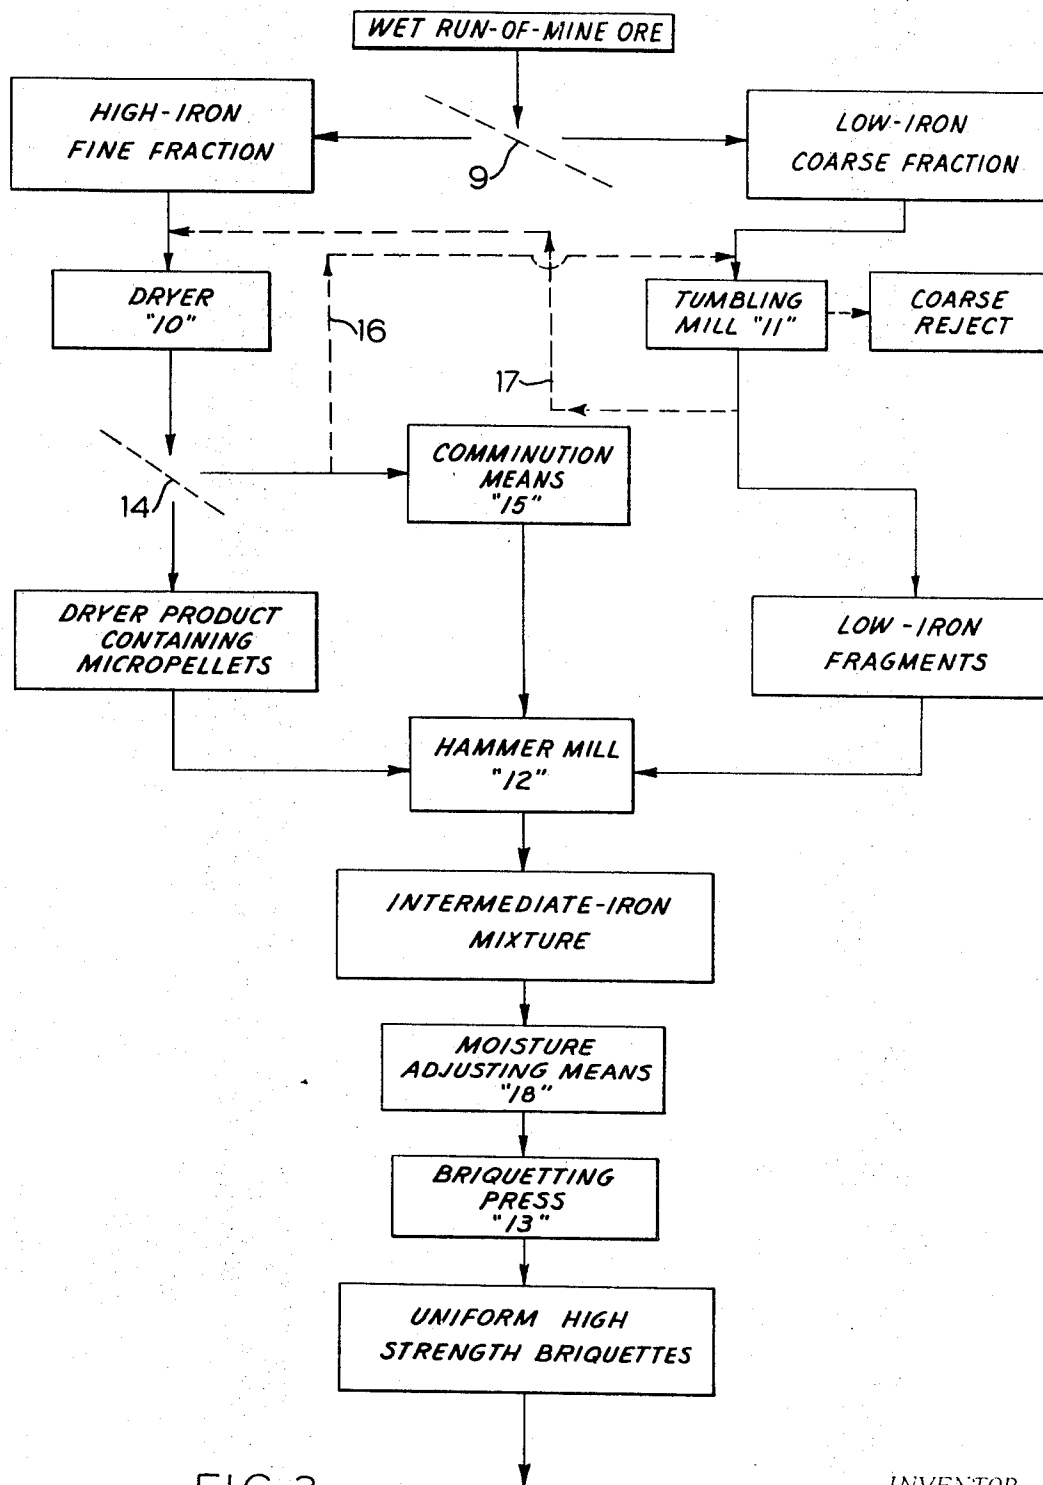 WET RUN-OF-MINE ORE
HIGH-IRON
FINE FRACTION
9
LOW-IRON
COARSE FRACTION
DRYER
"10"
16
TUMBLING
MILL "11"
COARSE
REJECT
17
14
COMMINUTION
MEANS
"15"
DRYER PRODUCT
CONTAINING
MICROPELLETS
LOW-IRON
FRAGMENTS
HAMMER MILL
"12"
INTERMEDIATE-IRON
MIXTURE
MOISTURE
ADJUSTING MEANS
"18"
BRIQUETTING
PRESS
"13"
UNIFORM HIGH
STRENGTH BRIQUETTES
INVENTOR